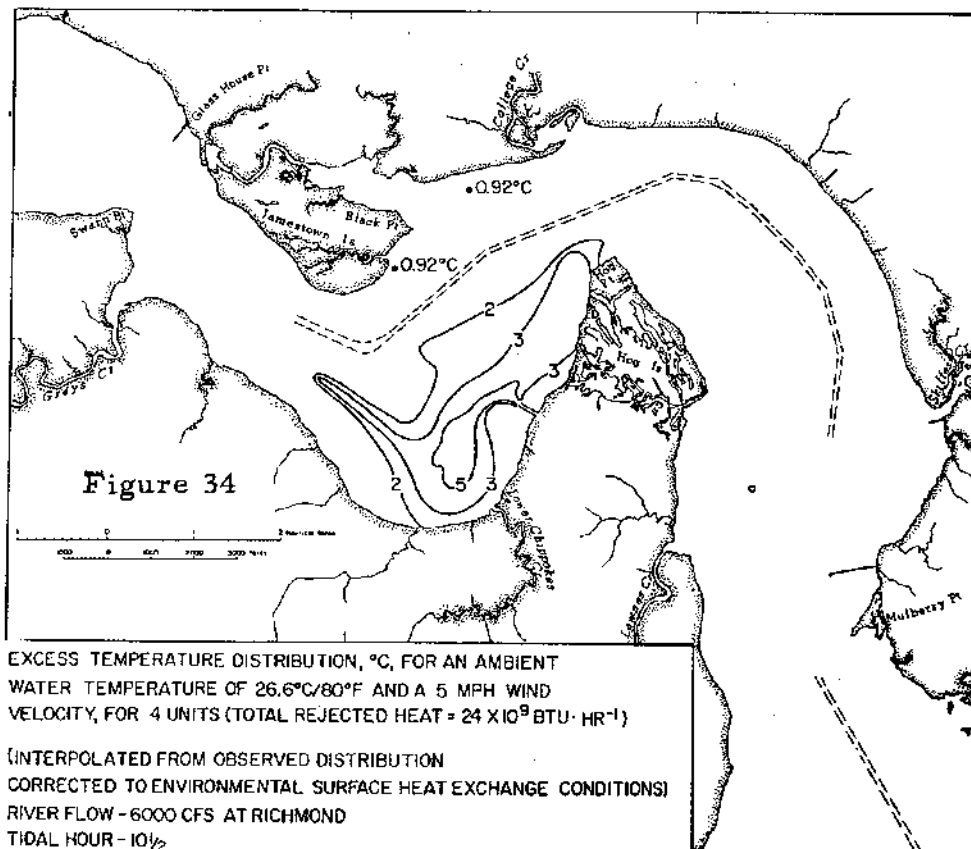 Glass House Pt
College Cr
0.92°C
Swann Pt
Jamestown Is
Black Pt
0.92°C
Grays Cr
2
3
3
Hog Is
Figure 34
2
5
3
Lower Chippokes
Lawnes Cr
Mulberry Pt
EXCESS TEMPERATURE DISTRIBUTION, °C, FOR AN AMBIENT
WATER TEMPERATURE OF 26.6°C/80°F AND A 5 MPH WIND
VELOCITY, FOR 4 UNITS (TOTAL REJECTED HEAT = 24 X 10⁹ BTU· HR⁻¹)
(INTERPOLATED FROM OBSERVED DISTRIBUTION
CORRECTED TO ENVIRONMENTAL SURFACE HEAT EXCHANGE CONDITIONS)
RIVER FLOW - 6000 CFS AT RICHMOND
TIDAL HOUR - 10½